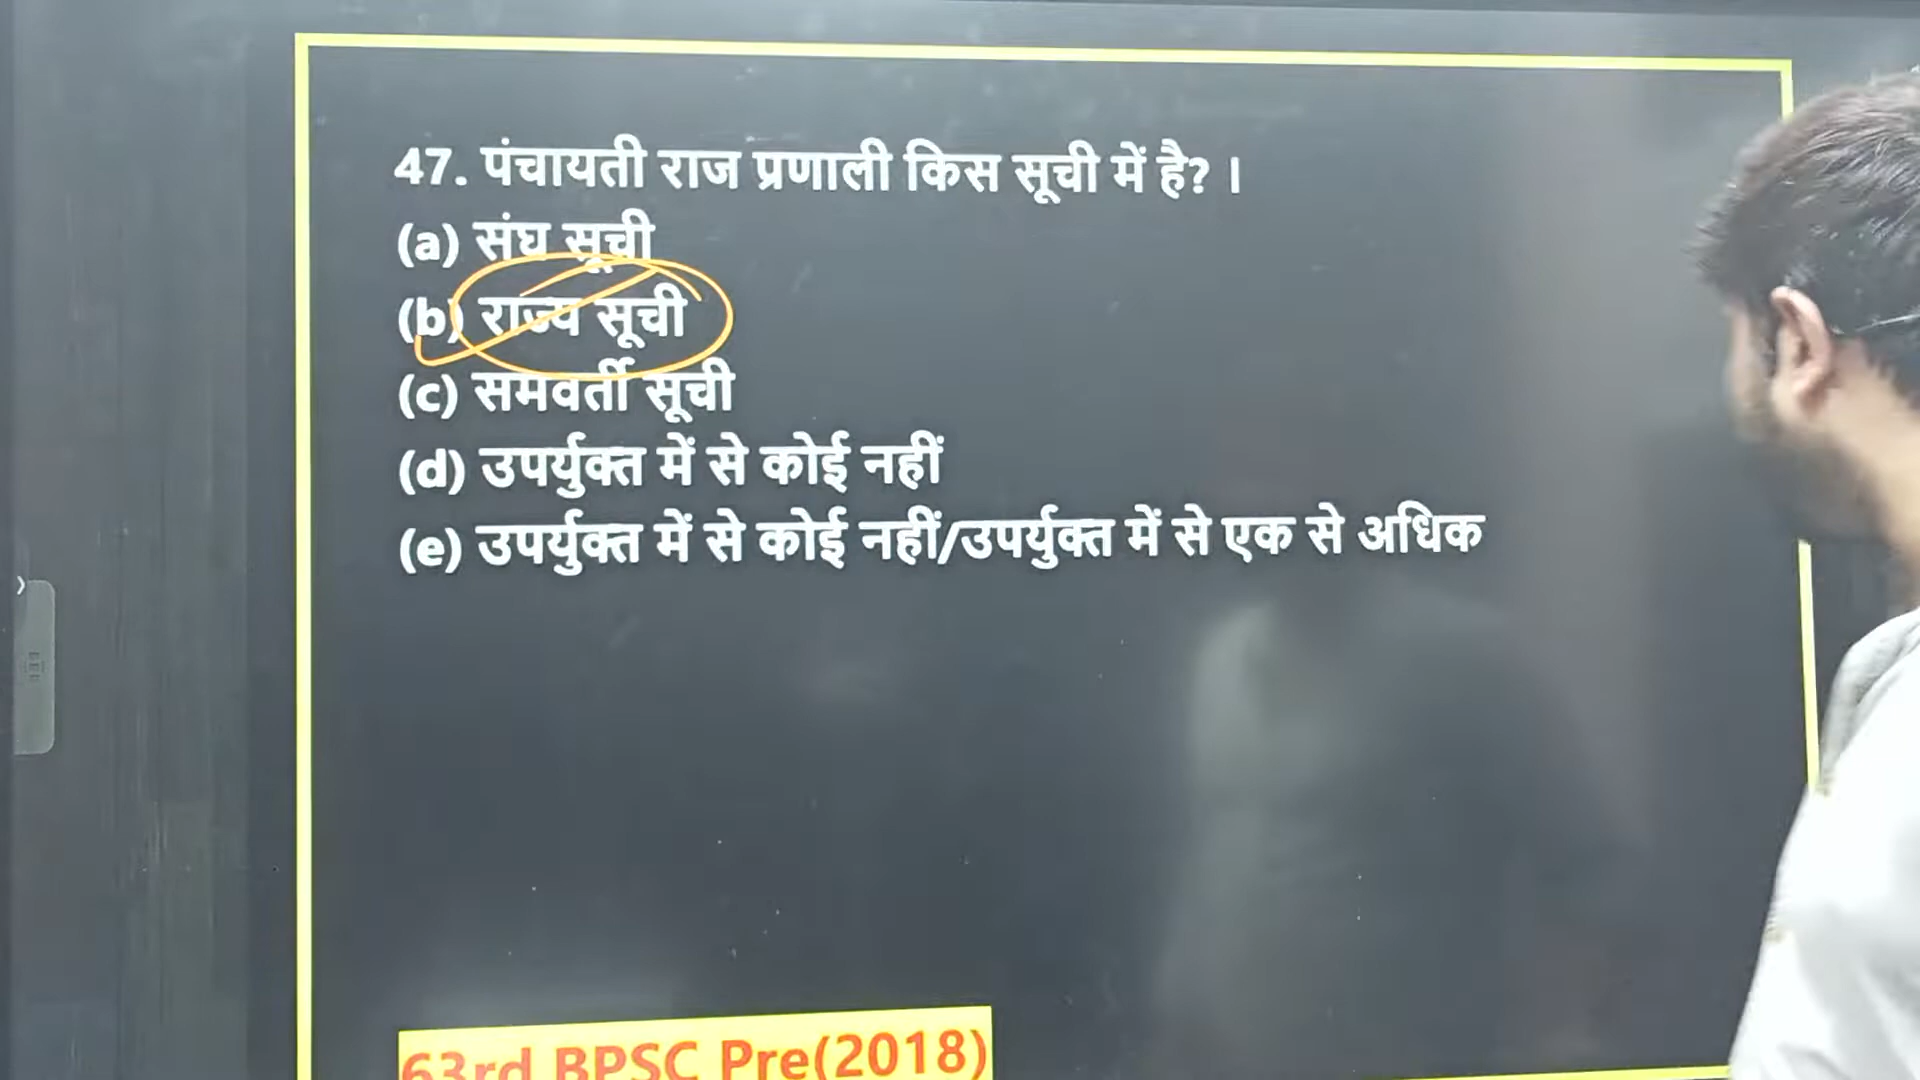 47. पंचायती राज प्रणाली किस सूची में है? ।
(a) संघ सूची
(b) राज्य सूची
(c) समवर्ती सूची
(d) उपर्युक्त में से कोई नहीं
(e) उपर्युक्त में से कोई नहीं/उपर्युक्त में से एक से अधिक
63rd BPSC Pre(2018)